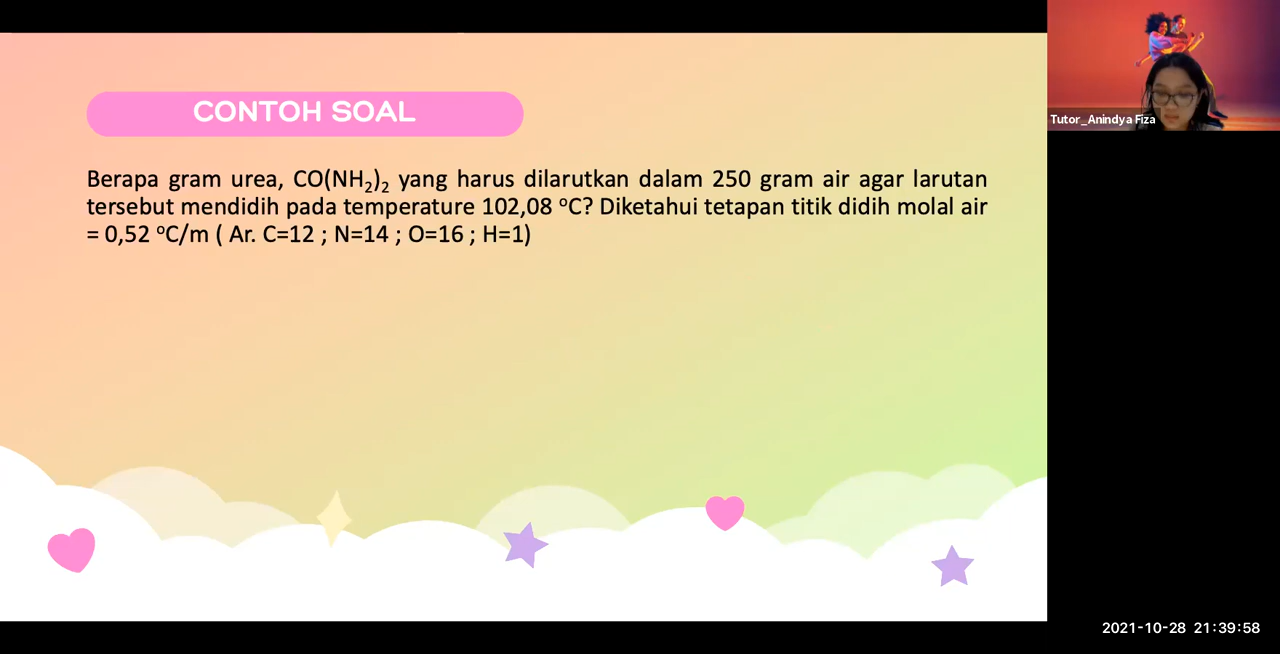 CONTOH SOAL
Berapa gram urea, CO(NH₂)₂ yang harus dilarutkan dalam 250 gram air agar larutan
tersebut mendidih pada temperature 102,08 ⁰C? Diketahui tetapan titik didih molal air
= 0,52 ⁰C/m ( Ar. C=12 ; N=14 ; O=16 ; H=1)
Tutor_Anindya Fiza
2021-10-28 21:39:58